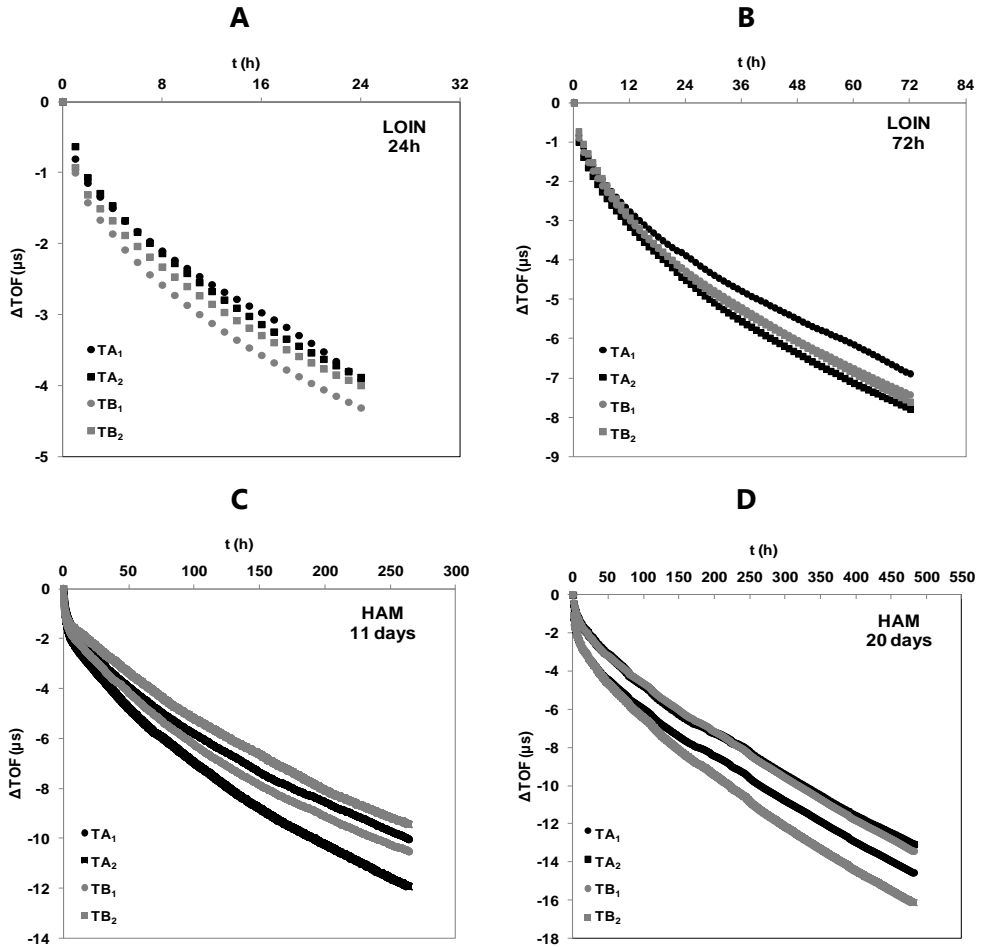 A
t (h)
0 8 16 24 32
0
-1
-2
-3
-4
-5
ΔTOF (µs)
LOIN
24h
TA₁
TA₂
TB₁
TB₂
B
t (h)
0 12 24 36 48 60 72 84
0
-1
-2
-3
-4
-5
-6
-7
-8
-9
ΔTOF (µs)
LOIN
72h
TA₁
TA₂
TB₁
TB₂
C
t (h)
0 50 100 150 200 250 300
0
-2
-4
-6
-8
-10
-12
-14
ΔTOF (µs)
HAM
11 days
TA₁
TA₂
TB₁
TB₂
D
t (h)
0 50 100 150 200 250 300 350 400 450 500 550
0
-2
-4
-6
-8
-10
-12
-14
-16
-18
ΔTOF (µs)
HAM
20 days
TA₁
TA₂
TB₁
TB₂